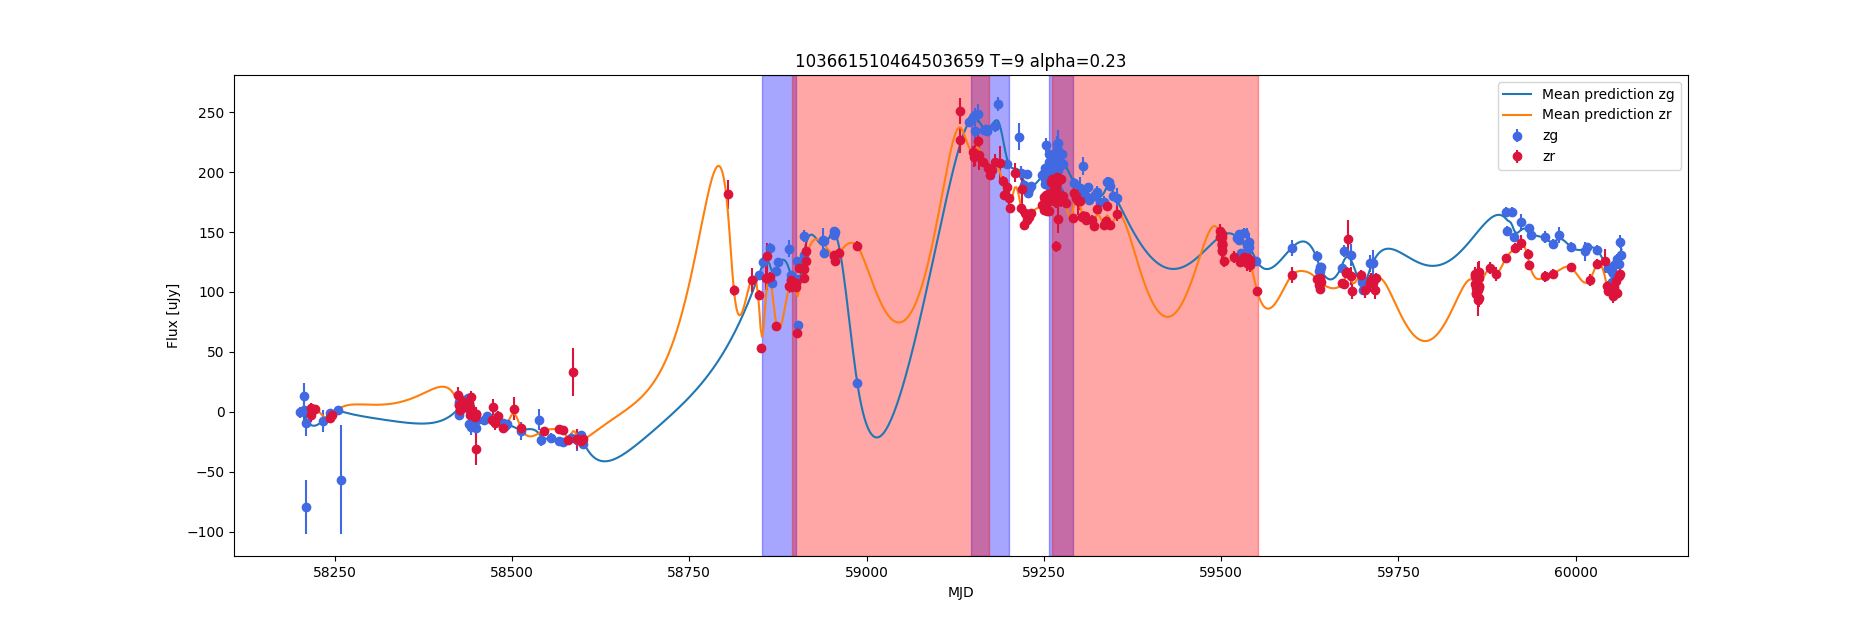 103661510464503659 T=9 alpha=0.23
Mean prediction zg
Mean prediction zr
zg
zr
Flux [uJy]
250
200
150
100
50
0
−50
−100
58250
58500
58750
59000
59250
59500
59750
60000
MJD